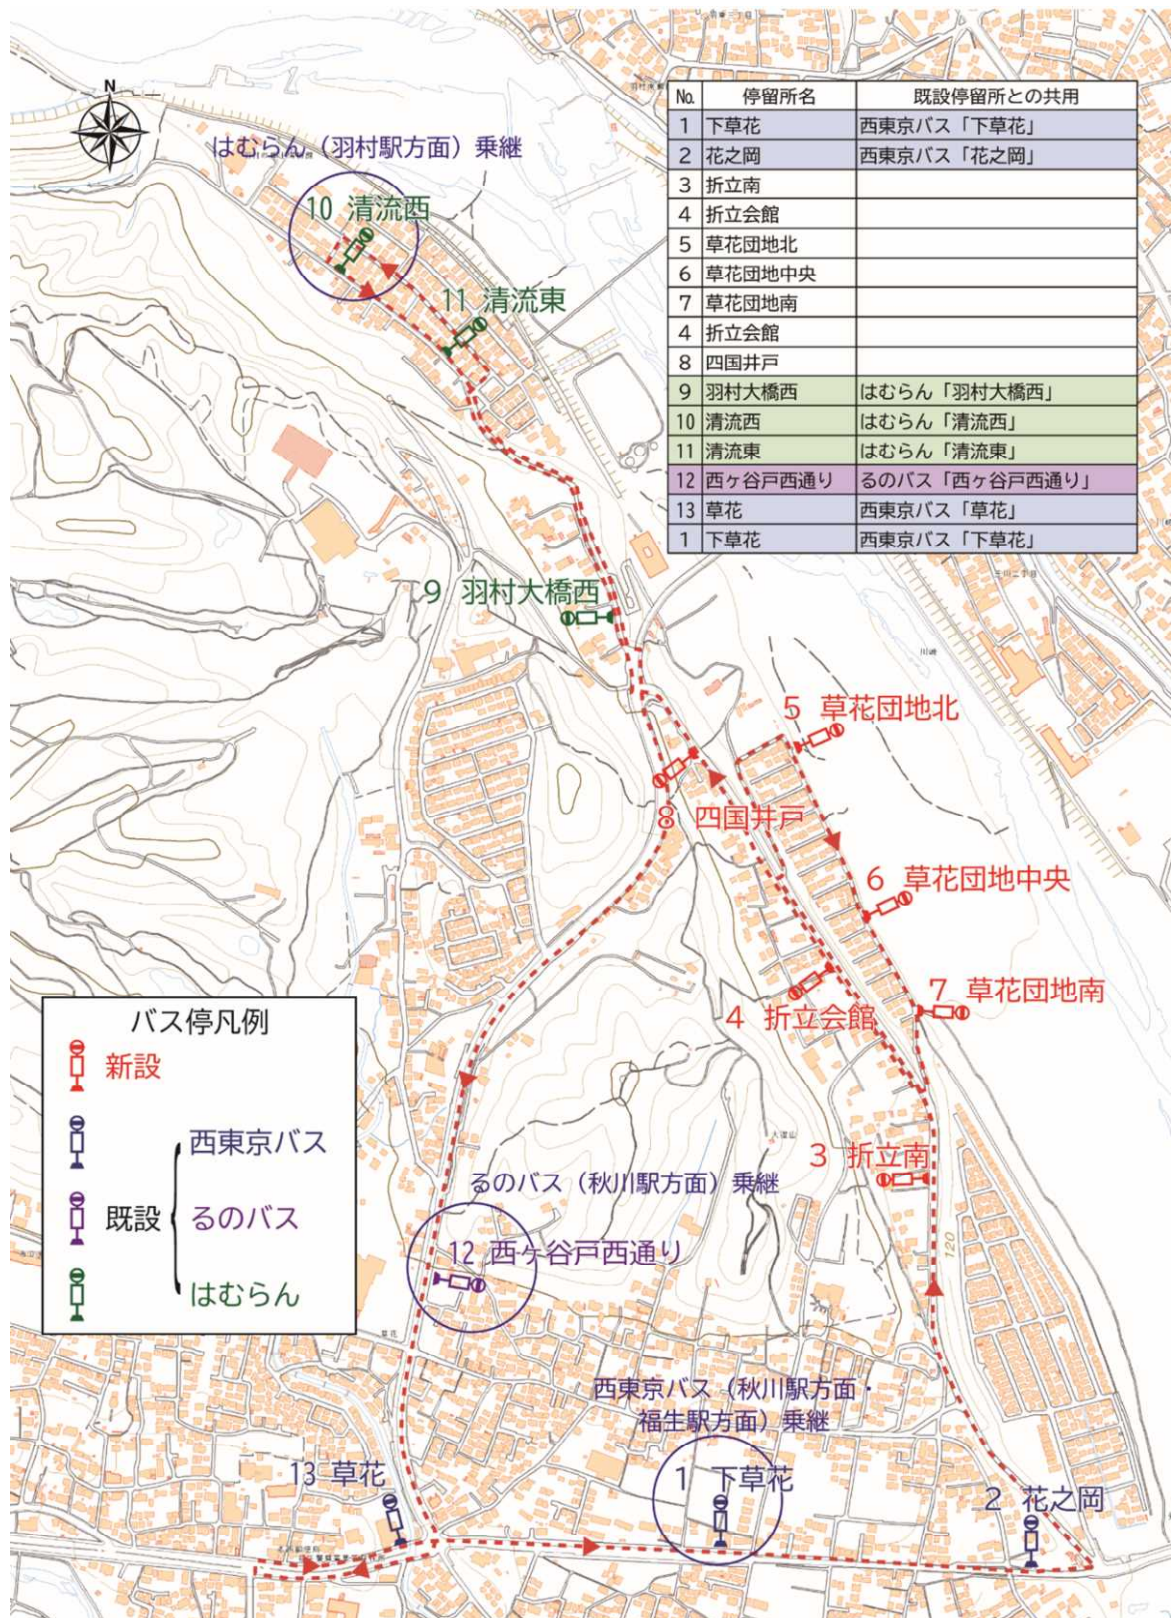 N
はむらん（羽村駅方面）乗継
10 清流西
11 清流東
No. 停留所名 既設停留所との共用
1 下草花 西東京バス「下草花」
2 花之岡 西東京バス「花之岡」
3 折立南
4 折立会館
5 草花団地北
6 草花団地中央
7 草花団地南
4 折立会館
8 四国井戸
9 羽村大橋西 はむらん「羽村大橋西」
10 清流西 はむらん「清流西」
11 清流東 はむらん「清流東」
12 西ヶ谷戸西通り るのバス「西ヶ谷戸西通り」
13 草花 西東京バス「草花」
1 下草花 西東京バス「下草花」
9 羽村大橋西
川崎
5 草花団地北
8 四国井戸
6 草花団地中央
7 草花団地南
4 折立会館
バス停凡例
新設
西東京バス
既設
るのバス
はむらん
大澄山
3 折立南
120
るのバス（秋川駅方面）乗継
12 西ヶ谷戸西通り
草花
西東京バス（秋川駅方面・
福生駅方面）乗継
13 草花
1 下草花
2 花之岡